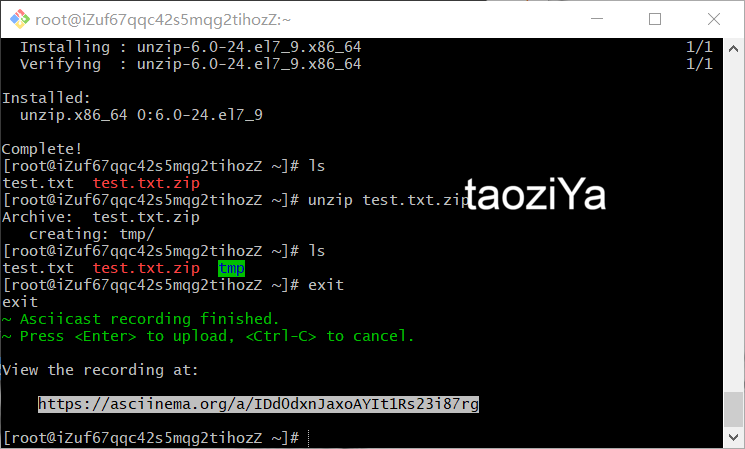 root@iZuf67qqc42s5mqg2tihozZ:~
Installing : unzip-6.0-24.el7_9.x86_64 1/1
Verifying  : unzip-6.0-24.el7_9.x86_64 1/1
Installed:
unzip.x86_64 0:6.0-24.el7_9
Complete!
[root@iZuf67qqc42s5mqg2tihozZ ~]# ls
test.txt  test.txt.zip
[root@iZuf67qqc42s5mqg2tihozZ ~]# unzip test.txt.zip
taoziYa
Archive:  test.txt.zip
creating: tmp/
[root@iZuf67qqc42s5mqg2tihozZ ~]# ls
test.txt  test.txt.zip  tmp
[root@iZuf67qqc42s5mqg2tihozZ ~]# exit
exit
~ Asciicast recording finished.
~ Press <Enter> to upload, <Ctrl-C> to cancel.
View the recording at:
https://asciinema.org/a/IDdOdxnJaxoAYIt1Rs23i87rg
[root@iZuf67qqc42s5mqg2tihozZ ~]#